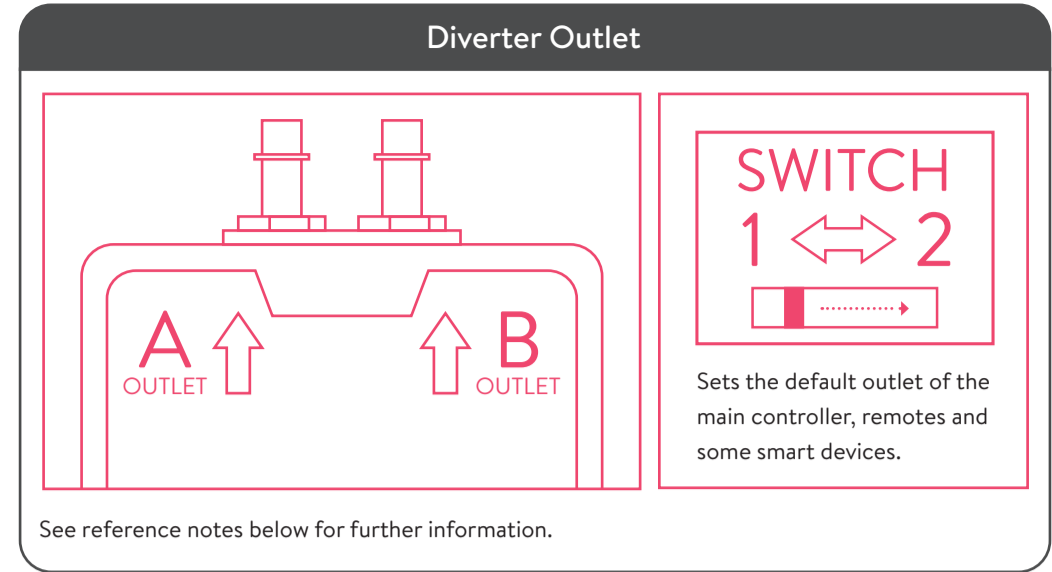 Diverter Outlet
A
OUTLET
B
OUTLET
SWITCH
1 2
Sets the default outlet of the
main controller, remotes and
some smart devices.
See reference notes below for further information.